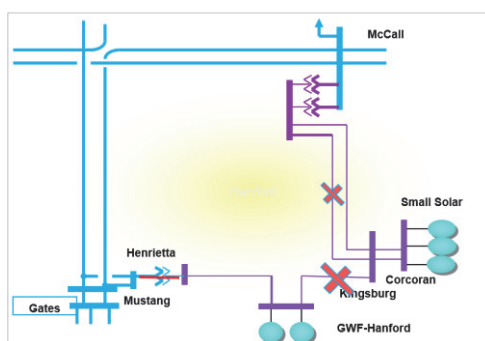 McCall
Small Solar
Henrietta
Corcoran
Kingsburg
Mustang
Gates
GWF-Hanford